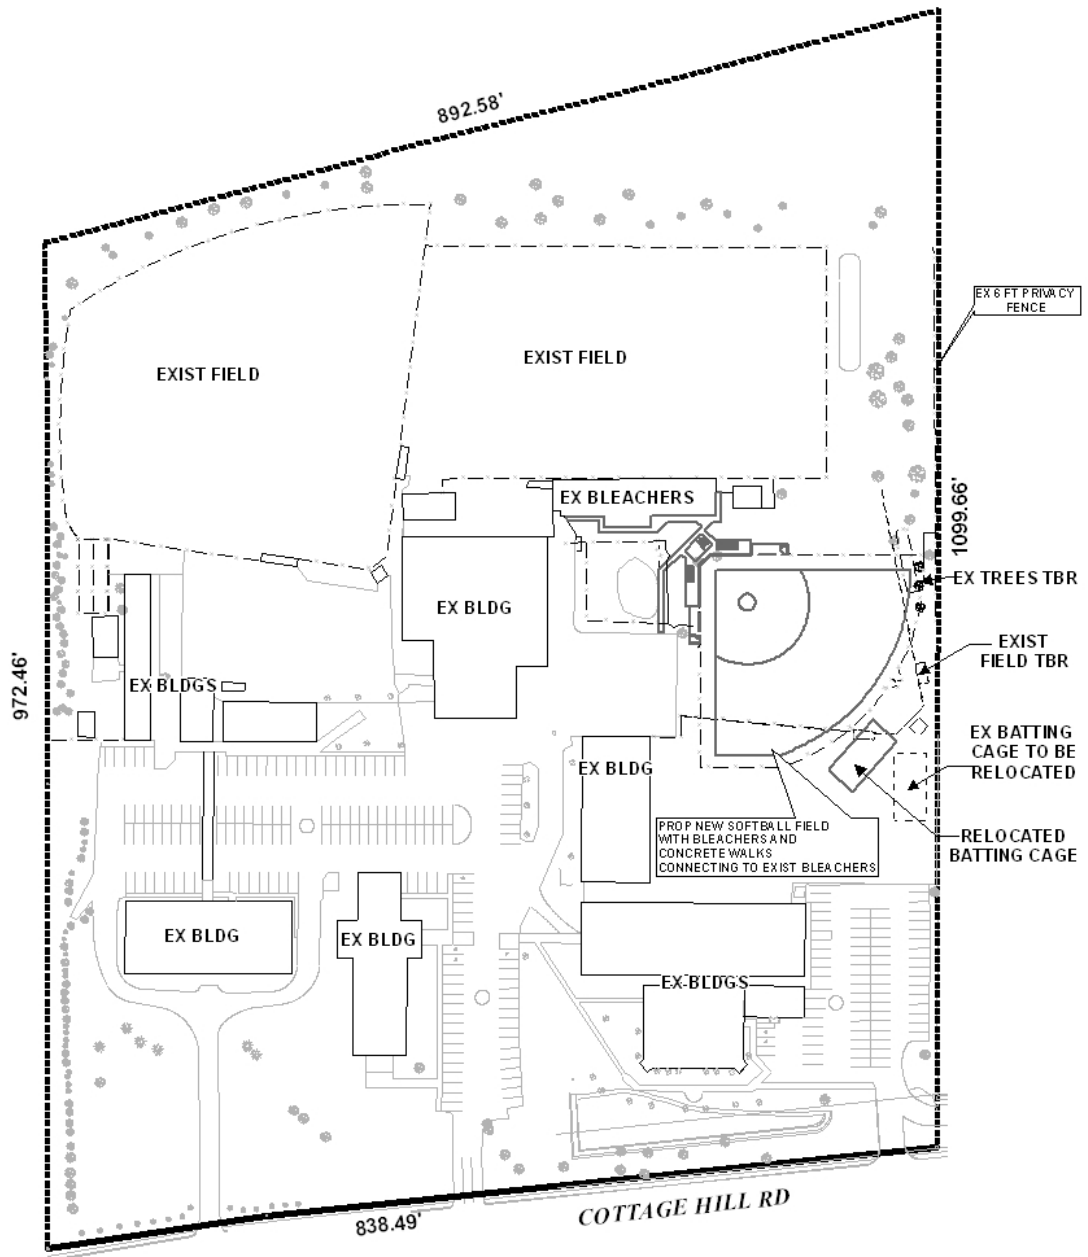 892.58'
EX 6 FT PRIVACY
FENCE
EXIST FIELD
EXIST FIELD
EX BLEACHERS
1099.66'
EX TREES TBR
EX BLDG
EXIST
FIELD TBR
972.46'
EX BLDGS
EX BATTING
CAGE TO BE
RELOCATED
EX BLDG
PROP NEW SOFTBALL FIELD
WITH BLEACHERS AND
CONCRETE WALKS
CONNECTING TO EXIST BLEACHERS
RELOCATED
BATTING CAGE
EX BLDG
EX BLDG
EX BLDGS
838.49'
COTTAGE HILL RD